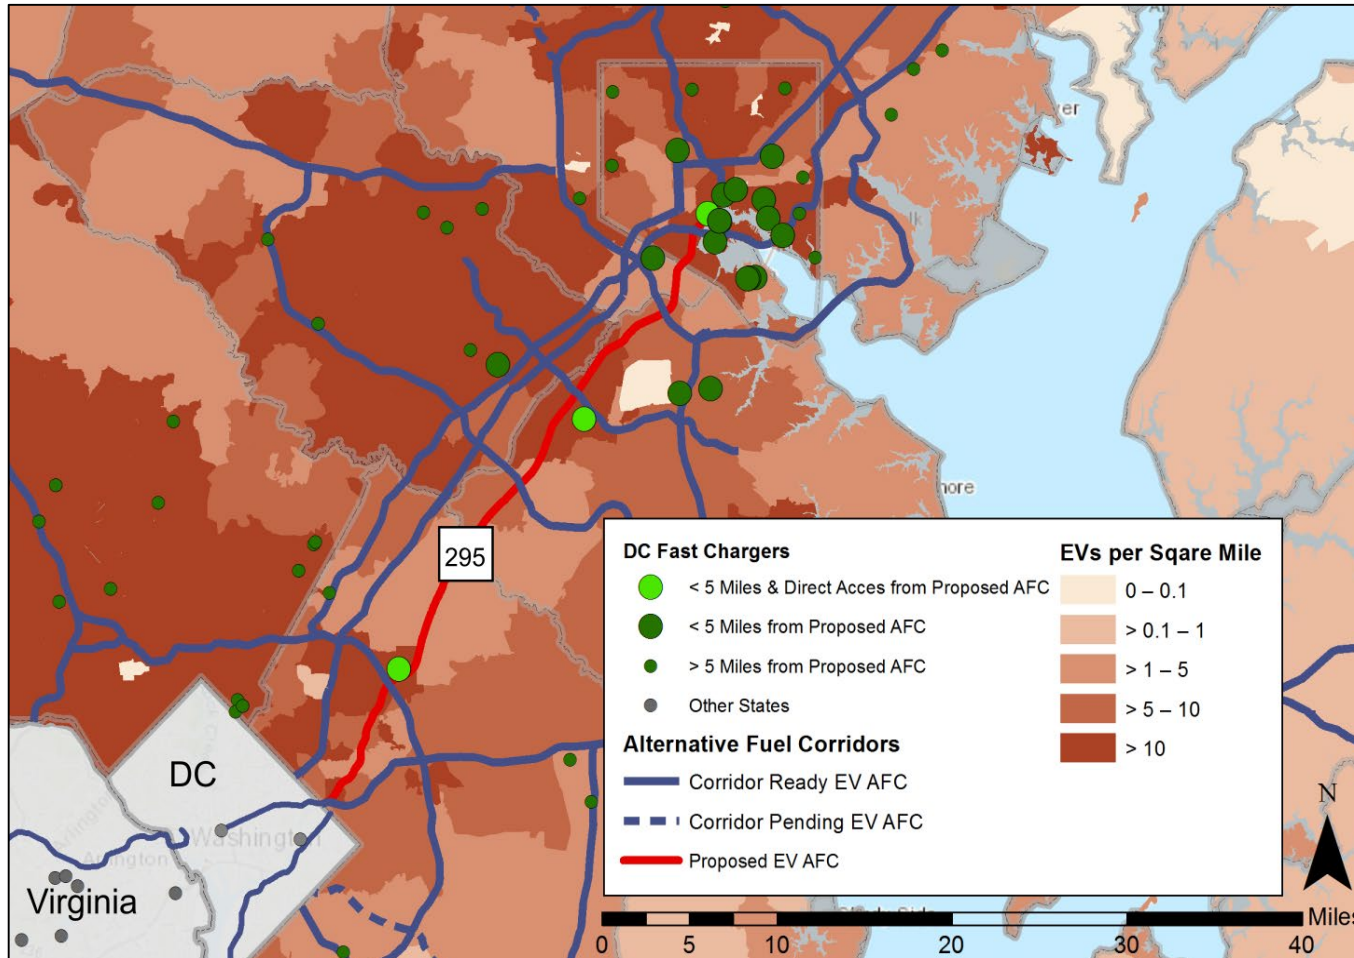 295
DC
Washington
Arlington
Virginia
DC Fast Chargers
< 5 Miles & Direct Acces from Proposed AFC
< 5 Miles from Proposed AFC
> 5 Miles from Proposed AFC
Other States
Alternative Fuel Corridors
Corridor Ready EV AFC
Corridor Pending EV AFC
Proposed EV AFC
EVs per Sqare Mile
0 – 0.1
> 0.1 – 1
> 1 – 5
> 5 – 10
> 10
N
Miles
0 5 10 20 30 40